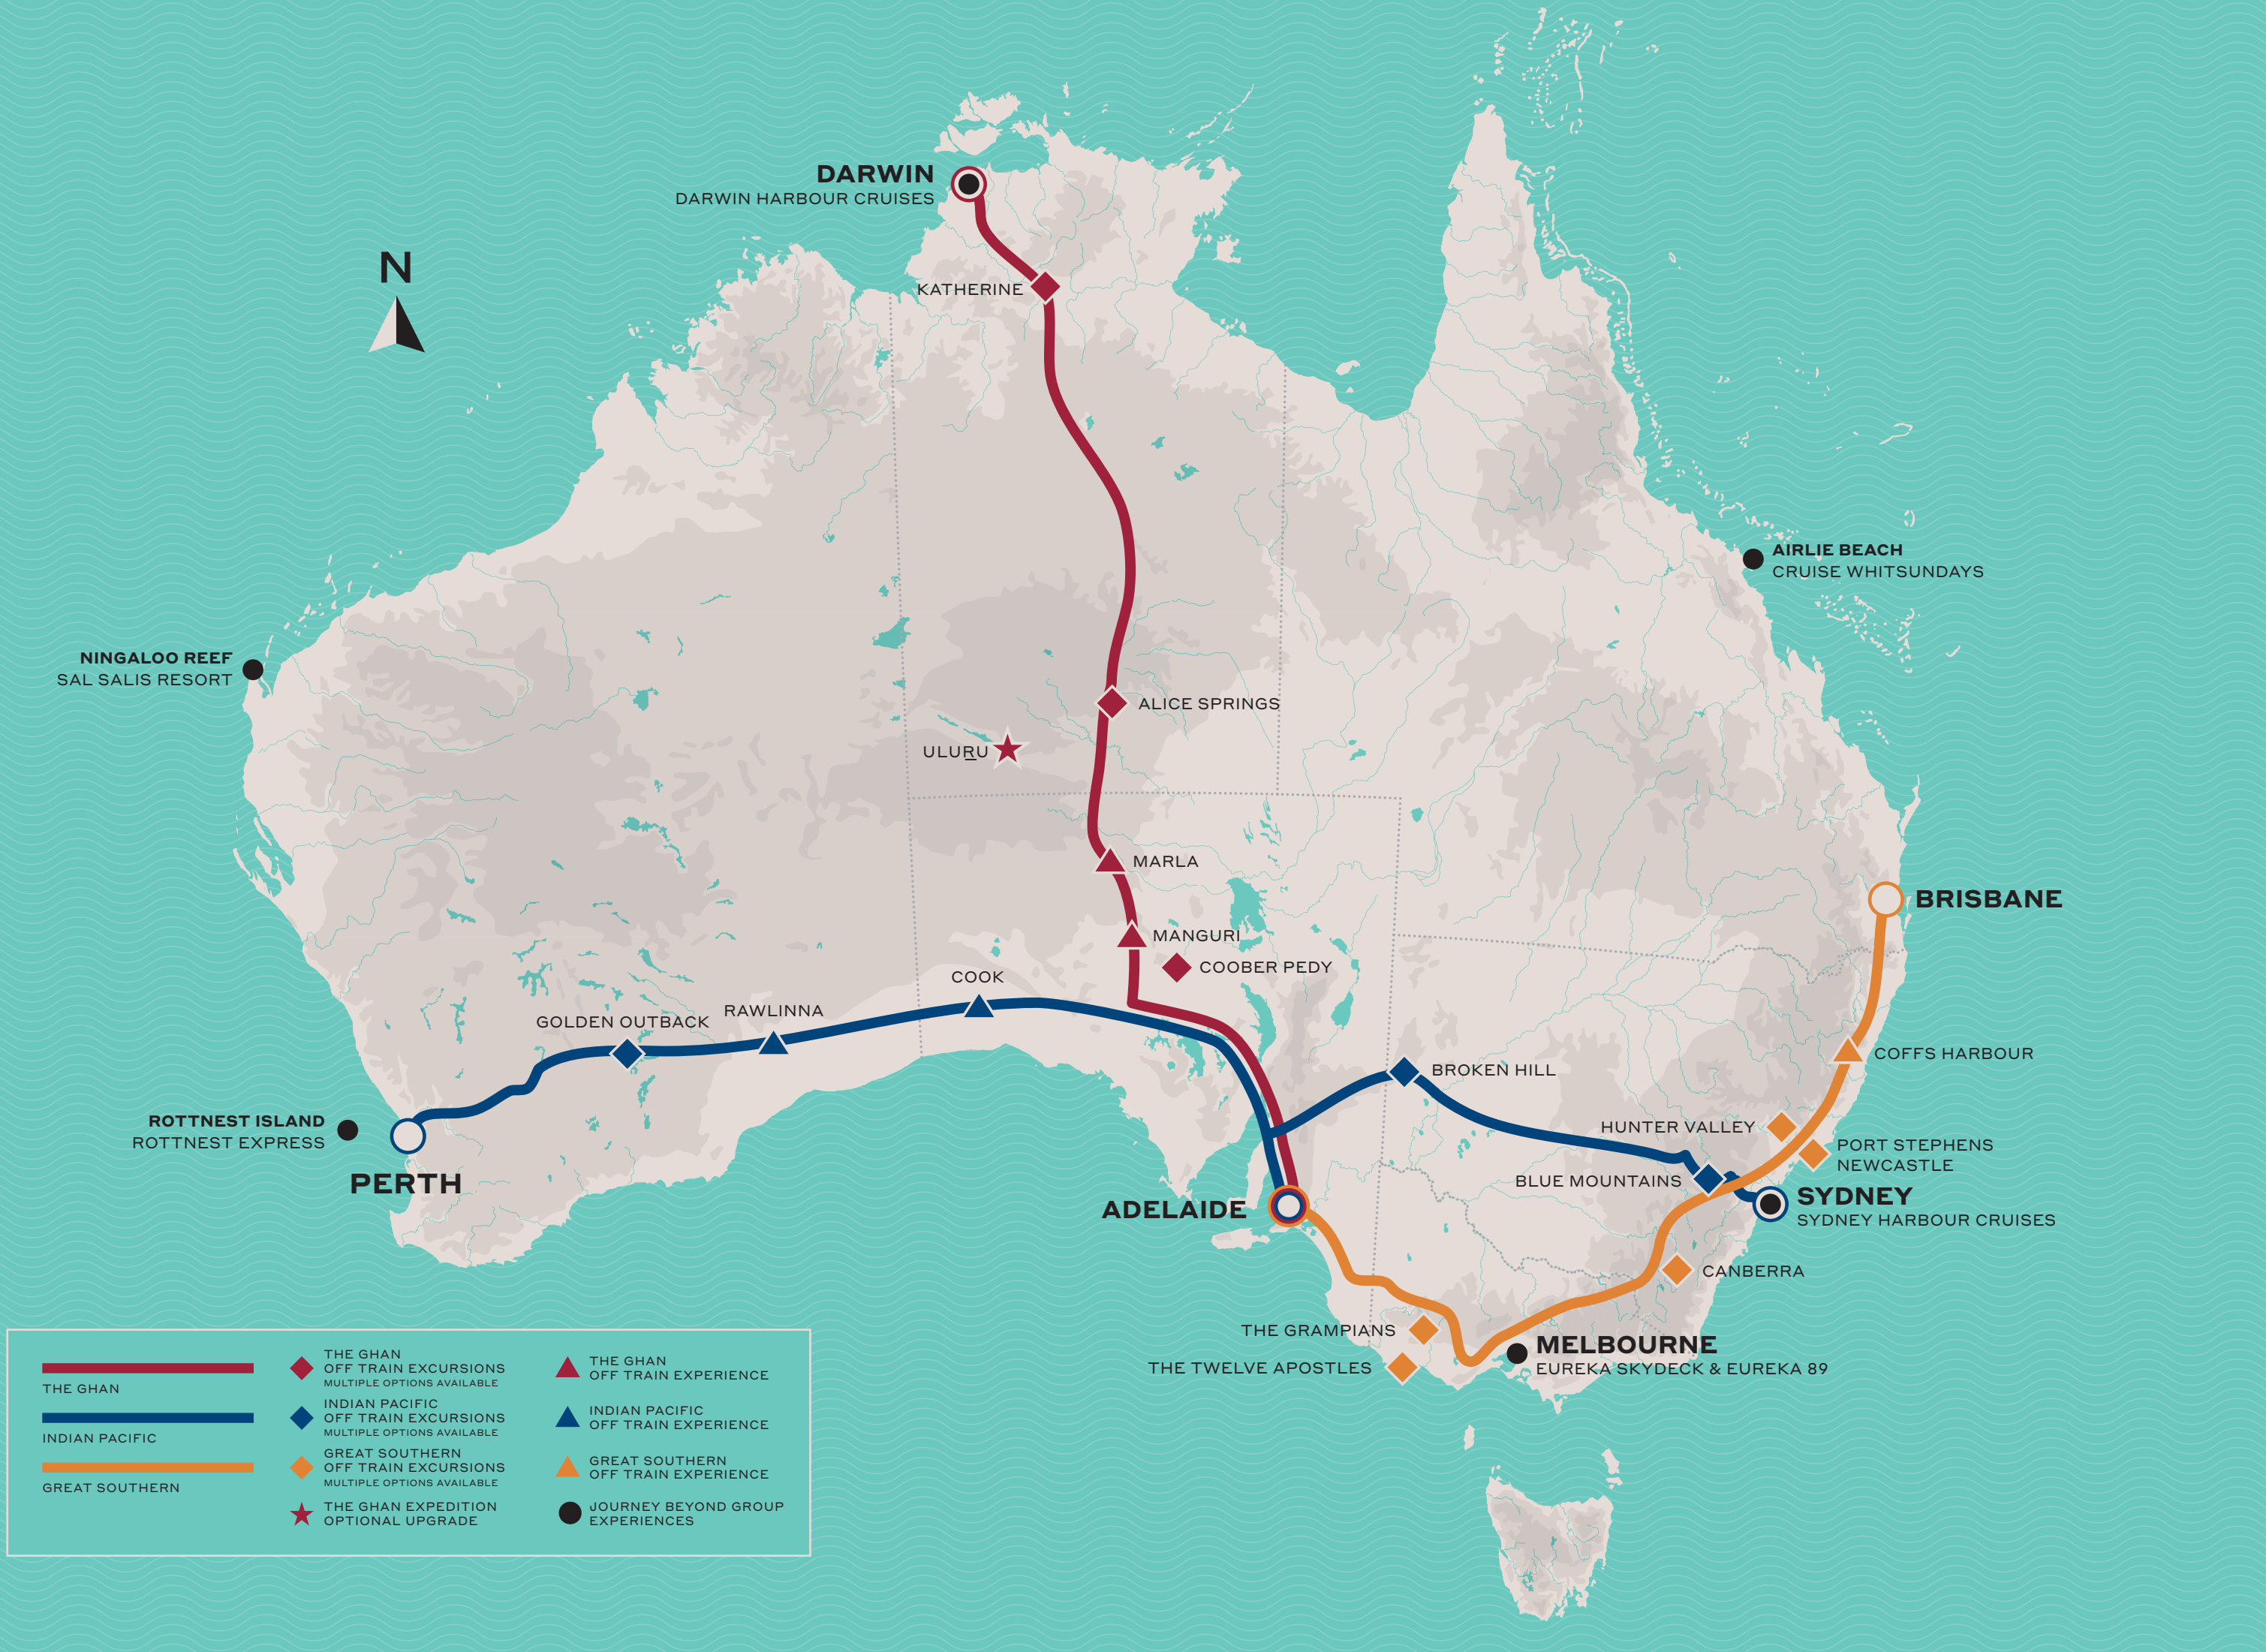 DARWIN
DARWIN HARBOUR CRUISES
N
KATHERINE
AIRLIE BEACH
CRUISE WHITSUNDAYS
NINGALOO REEF
SAL SALIS RESORT
ALICE SPRINGS
ULURU
MARLA
BRISBANE
MANGURI
COOBER PEDY
COOK
RAWLINNA
GOLDEN OUTBACK
COFFS HARBOUR
BROKEN HILL
ROTTNEST ISLAND
ROTTNEST EXPRESS
HUNTER VALLEY
PORT STEPHENS
NEWCASTLE
PERTH
BLUE MOUNTAINS
SYDNEY
SYDNEY HARBOUR CRUISES
ADELAIDE
CANBERRA
THE GRAMPIANS
MELBOURNE
EUREKA SKYDECK & EUREKA 89
THE TWELVE APOSTLES
THE GHAN
INDIAN PACIFIC
GREAT SOUTHERN
THE GHAN
OFF TRAIN EXCURSIONS
MULTIPLE OPTIONS AVAILABLE
INDIAN PACIFIC
OFF TRAIN EXCURSIONS
MULTIPLE OPTIONS AVAILABLE
GREAT SOUTHERN
OFF TRAIN EXCURSIONS
MULTIPLE OPTIONS AVAILABLE
THE GHAN EXPEDITION
OPTIONAL UPGRADE
THE GHAN
OFF TRAIN EXPERIENCE
INDIAN PACIFIC
OFF TRAIN EXPERIENCE
GREAT SOUTHERN
OFF TRAIN EXPERIENCE
JOURNEY BEYOND GROUP
EXPERIENCES